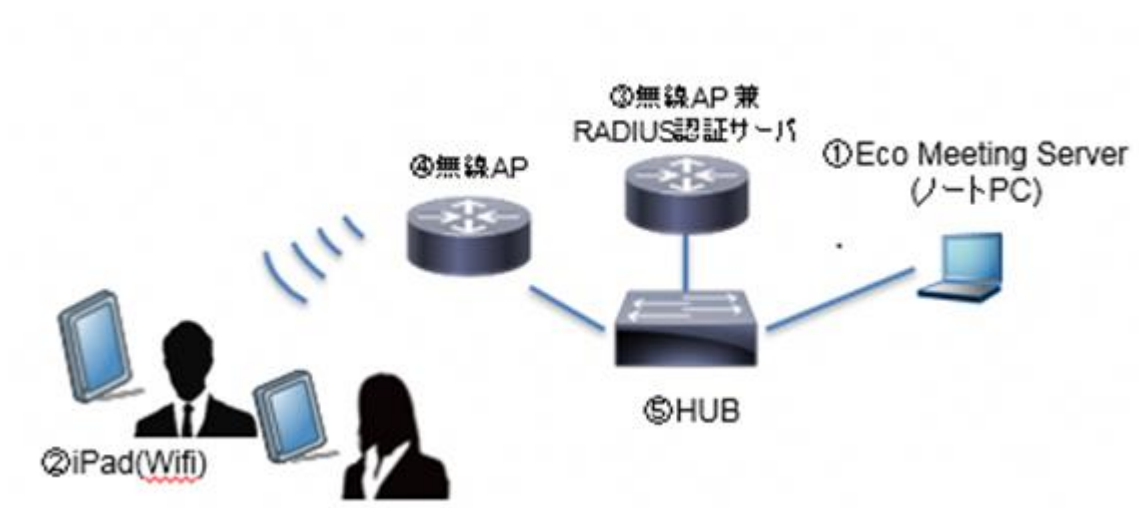 ③無線AP 兼
RADIUS認証サーバ
①Eco Meeting Server
(ノートPC)
④無線AP
⑤HUB
②iPad(Wifi)